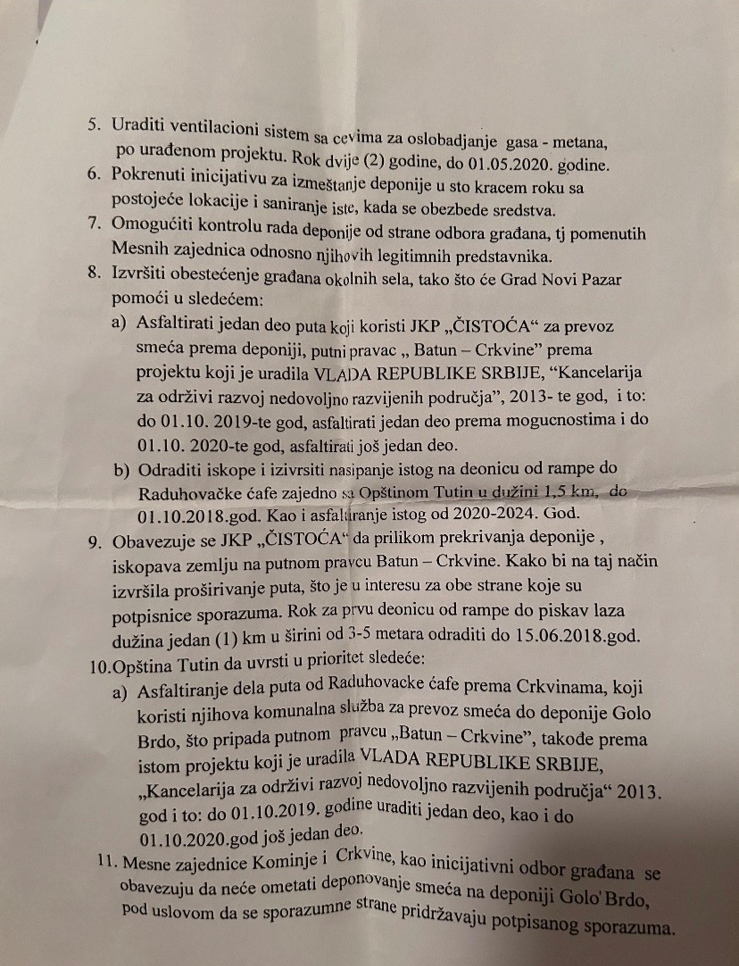 5. Uraditi ventilacioni sistem sa cevima za oslobadjanje gasa - metana,
po urađenom projektu. Rok dvije (2) godine, do 01.05.2020. godine.
6. Pokrenuti inicijativu za izmeštanje deponije u sto kracem roku sa
postojeće lokacije i saniranje iste, kada se obezbede sredstva.
7. Omogućiti kontrolu rada deponije od strane odbora građana, tj pomenutih
Mesnih zajednica odnosno njihovih legitimnih predstavnika.
8. Izvršiti obestećenje građana okolnih sela, tako što će Grad Novi Pazar
pomoći u sledećem:
a) Asfaltirati jedan deo puta koji koristi JKP „ČISTOĆA“ za prevoz
smeća prema deponiji, putni pravac „ Batun – Crkvine” prema
projektu koji je uradila VLADA REPUBLIKE SRBIJE, “Kancelarija
za održivi razvoj nedovoljno razvijenih područja”, 2013- te god, i to:
do 01.10. 2019-te god, asfaltirati jedan deo prema mogucnostima i do
01.10. 2020-te god, asfaltirati još jedan deo.
b) Odraditi iskope i izivrsiti nasipanje istog na deonicu od rampe do
Raduhovačke ćafe zajedno sa Opštinom Tutin u dužini 1,5 km, do
01.10.2018.god. Kao i asfaltiranje istog od 2020-2024. God.
9. Obavezuje se JKP „ČISTOĆA“ da prilikom prekrivanja deponije ,
iskopava zemlju na putnom pravcu Batun – Crkvine. Kako bi na taj način
izvršila proširivanje puta, što je u interesu za obe strane koje su
potpisnice sporazuma. Rok za prvu deonicu od rampe do piskav laza
dužina jedan (1) km u širini od 3-5 metara odraditi do 15.06.2018.god.
10.Opština Tutin da uvrsti u prioritet sledeće:
a) Asfaltiranje dela puta od Raduhovacke ćafe prema Crkvinama, koji
koristi njihova komunalna služba za prevoz smeća do deponije Golo
Brdo, što pripada putnom pravcu „Batun – Crkvine”, takođe prema
istom projektu koji je uradila VLADA REPUBLIKE SRBIJE,
„Kancelarija za održivi razvoj nedovoljno razvijenih područja“ 2013.
god i to: do 01.10.2019. godine uraditi jedan deo, kao i do
01.10.2020.god još jedan deo.
11. Mesne zajednice Kominje i Crkvine, kao inicijativni odbor građana se
obavezuju da neće ometati deponovanje smeća na deponiji Golo Brdo,
pod uslovom da se sporazumne strane pridržavaju potpisanog sporazuma.